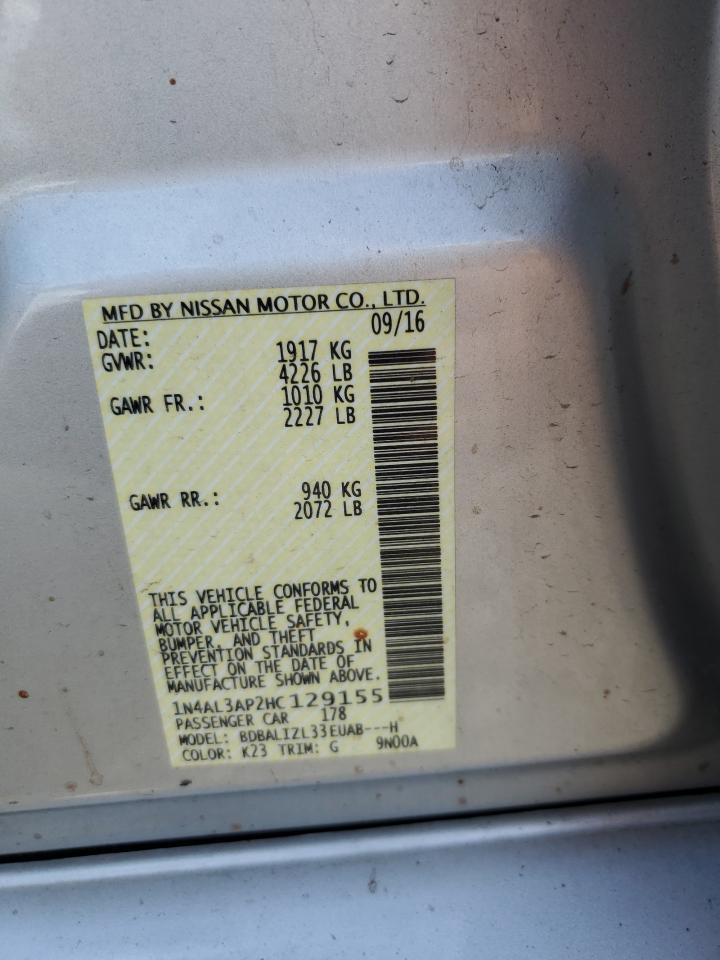 MFD BY NISSAN MOTOR CO., LTD.
DATE: 09/16
GVWR: 1917 KG
4226 LB
GAWR FR.: 1010 KG
2227 LB
GAWR RR.: 940 KG
2072 LB
THIS VEHICLE CONFORMS TO
ALL APPLICABLE FEDERAL
MOTOR VEHICLE SAFETY,
BUMPER, AND THEFT
PREVENTION STANDARDS IN
EFFECT ON THE DATE OF
MANUFACTURE SHOWN ABOVE.
1N4AL3AP2HC129155
PASSENGER CAR 178
MODEL: BDBALIZL33EUAB---H
COLOR: K23 TRIM: G 9N00A